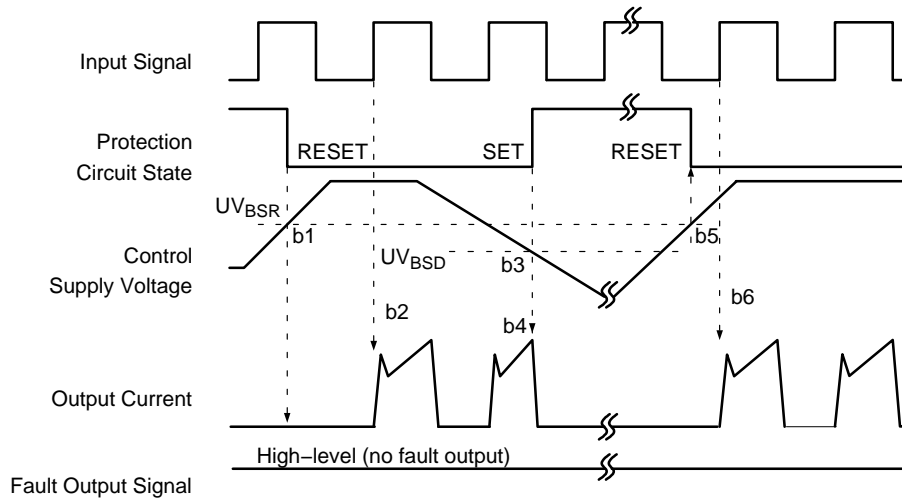 Input Signal
Protection
Circuit State
RESET
SET
RESET
UVBSR
b1
b5
UVBSD
b3
Control
Supply Voltage
b2
b4
b6
Output Current
High−level (no fault output)
Fault Output Signal